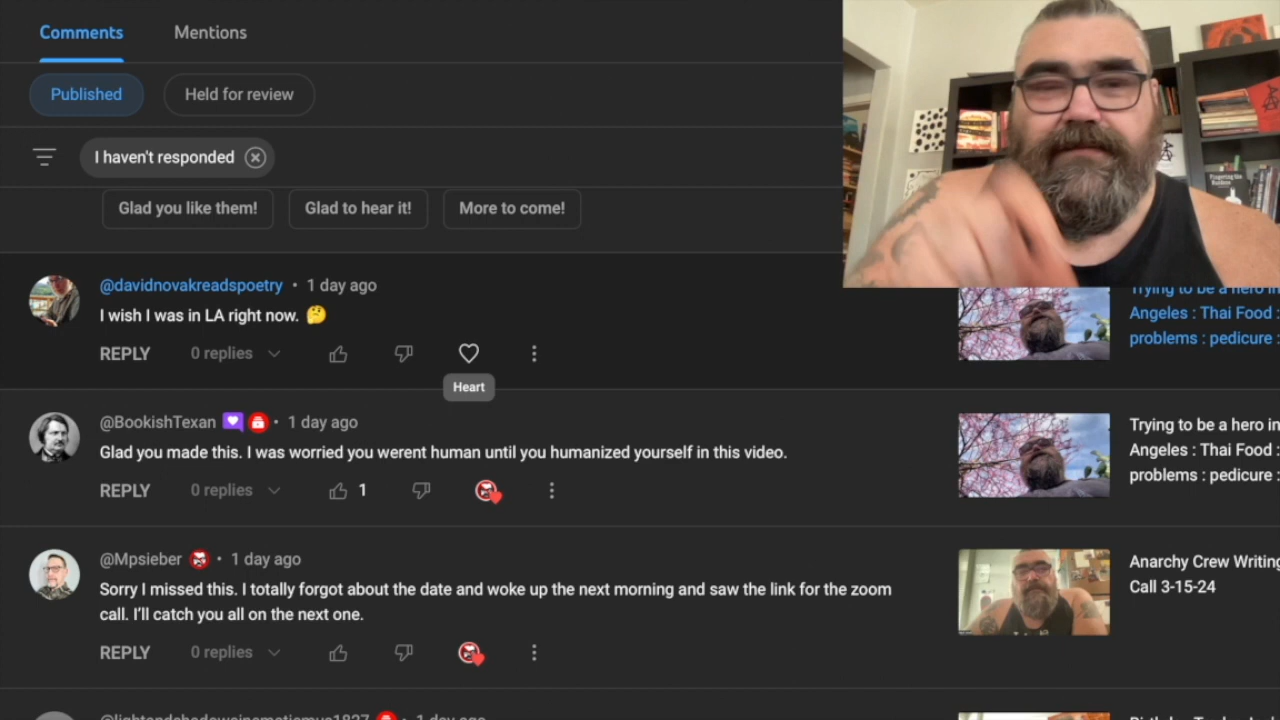 Comments
Mentions
Published
Held for review
I haven't responded
Glad you like them!
Glad to hear it!
More to come!
@davidnovakreadspoetry • 1 day ago
I wish I was in LA right now. 🤔
REPLY
0 replies
Heart
Trying to be a hero in
Angeles : Thai Food :
problems : pedicure :
@BookishTexan • 1 day ago
Glad you made this. I was worried you werent human until you humanized yourself in this video.
REPLY
0 replies
1
Trying to be a hero in
Angeles : Thai Food :
problems : pedicure :
@Mpsieber • 1 day ago
Sorry I missed this. I totally forgot about the date and woke up the next morning and saw the link for the zoom
call. I'll catch you all on the next one.
REPLY
0 replies
Anarchy Crew Writing
Call 3-15-24
1 day ago